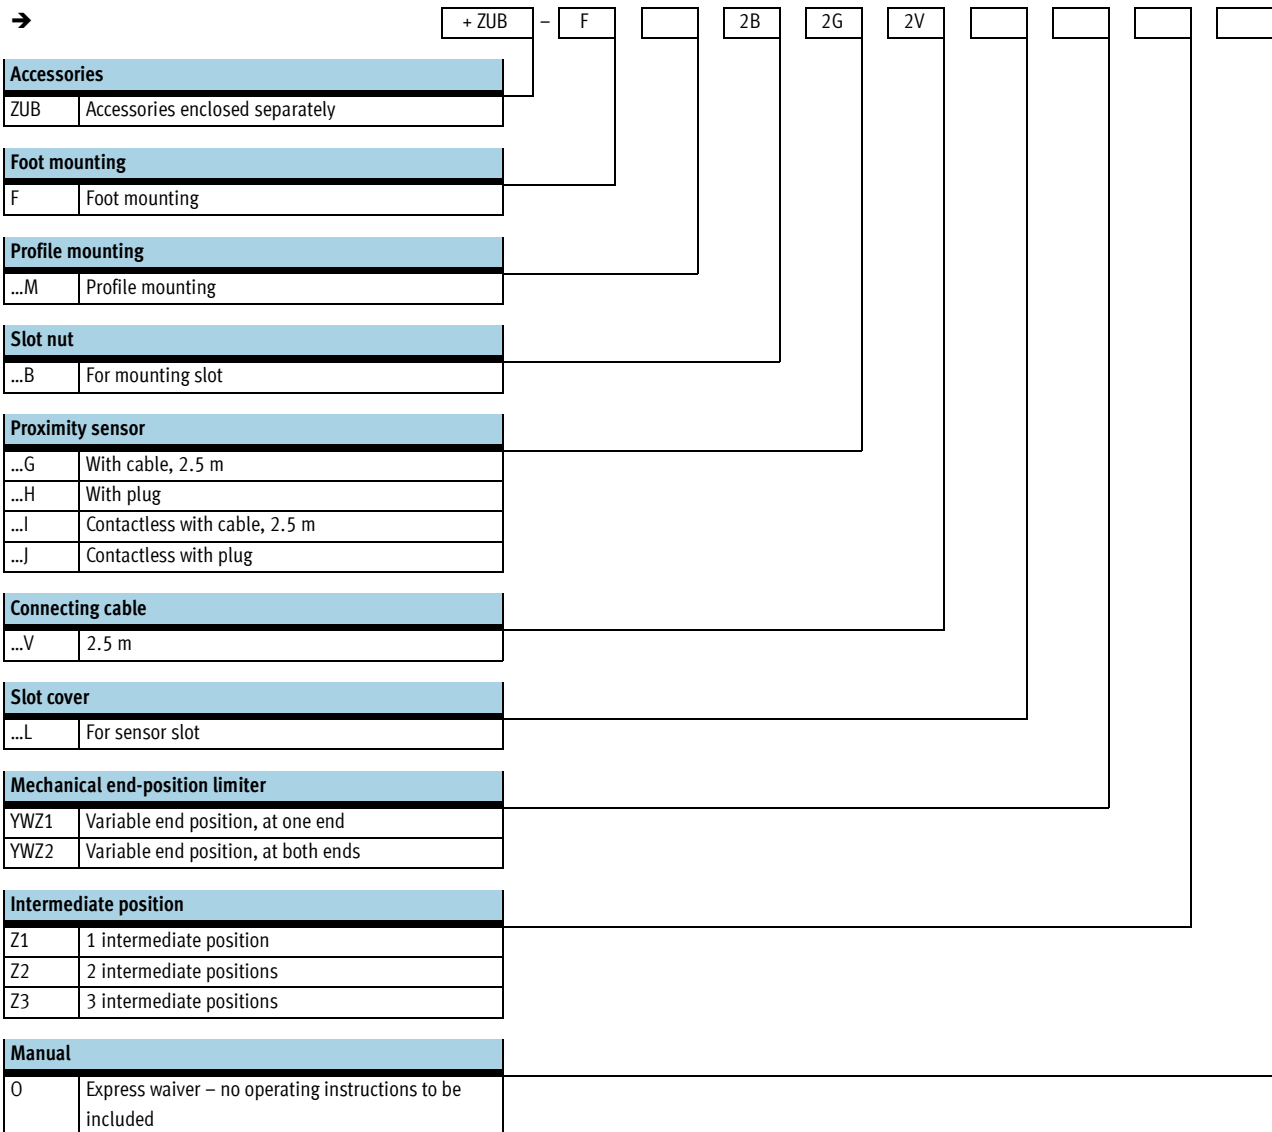 ➔ + ZUB – F 2B 2G 2V
Accessories
ZUB Accessories enclosed separately
Foot mounting
F Foot mounting
Profile mounting
...M Profile mounting
Slot nut
...B For mounting slot
Proximity sensor
...G With cable, 2.5 m
...H With plug
...I Contactless with cable, 2.5 m
...J Contactless with plug
Connecting cable
...V 2.5 m
Slot cover
...L For sensor slot
Mechanical end-position limiter
YWZ1 Variable end position, at one end
YWZ2 Variable end position, at both ends
Intermediate position
Z1 1 intermediate position
Z2 2 intermediate positions
Z3 3 intermediate positions
Manual
O Express waiver – no operating instructions to be
included